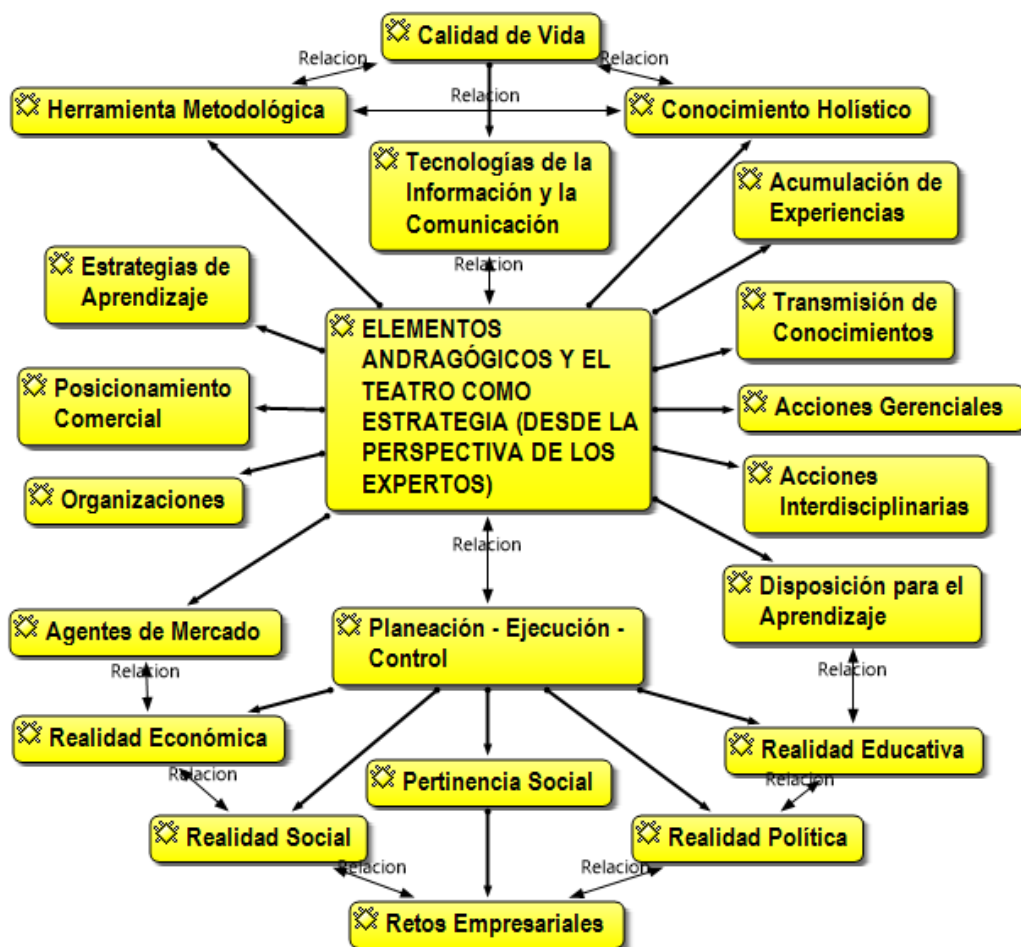 Calidad de Vida
Relacion
Relacion
Herramienta Metodológica
Relacion
Conocimiento Holístico
Tecnologías de la
Información y la
Comunicación
Acumulación de
Experiencias
Relacion
Estrategias de
Aprendizaje
Transmisión de
Conocimientos
ELEMENTOS
ANDRAGÓGICOS Y EL
TEATRO COMO
ESTRATEGIA (DESDE LA
PERSPECTIVA DE LOS
EXPERTOS)
Posicionamiento
Comercial
Acciones Gerenciales
Organizaciones
Acciones
Interdisciplinarias
Relacion
Disposición para el
Aprendizaje
Agentes de Mercado
Planeación - Ejecución -
Control
Relacion
Relacion
Realidad Económica
Realidad Educativa
Relacion
Pertinencia Social
Relacion
Realidad Social
Realidad Política
Relacion
Relacion
Retos Empresariales